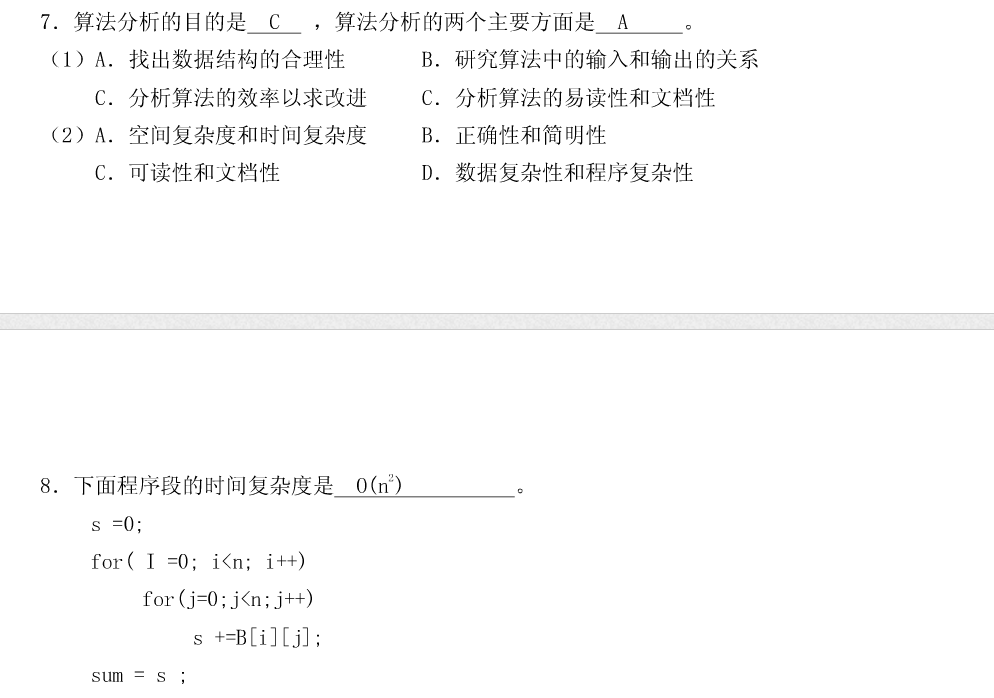 7. 算法分析的目的是 C ，算法分析的两个主要方面是 A 。
（1）A. 找出数据结构的合理性 B. 研究算法中的输入和输出的关系
C. 分析算法的效率以求改进 C. 分析算法的易读性和文档性
（2）A. 空间复杂度和时间复杂度 B. 正确性和简明性
C. 可读性和文档性 D. 数据复杂性和程序复杂性
8. 下面程序段的时间复杂度是 O(n²) 。
s =0;
for( I =0; i<n; i++)
for(j=0;j<n;j++)
s +=B[i][j];
sum = s ;